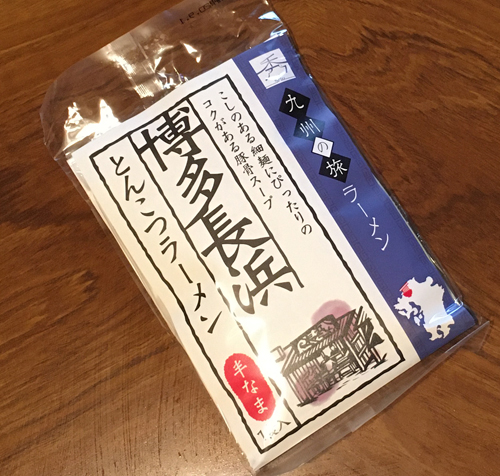 秀
九州の旅
ラーメン
こしのある細麺にぴったりの
コクがある豚骨スープ
博多長浜
とんこつラーメン
半なま